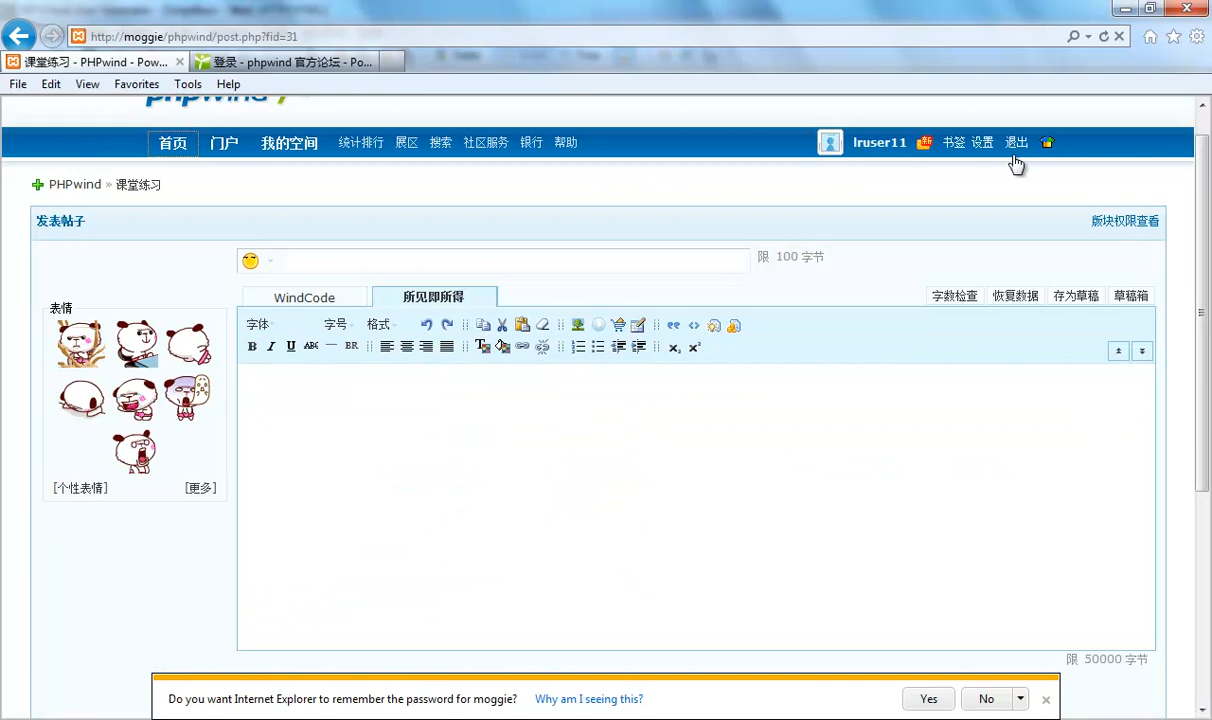 http://moggie/phpwind/post.php?fid=31
课堂练习 - PHPwind - Pow...
登录 - phpwind 官方论坛 - Po...
File Edit View Favorites Tools Help
phpwind
首页 门户 我的空间 统计排行 展区 搜索 社区服务 银行 帮助 lruser11 书签 设置 退出
PHPwind » 课堂练习
发表帖子 版块权限查看
限 100 字节
WindCode 所见即所得 字数检查 恢复数据 存为草稿 草稿箱
表情
字体 字号 格式
B I U ABC BR
[个性表情] [更多]
限 50000 字节
Do you want Internet Explorer to remember the password for moggie? Why am I seeing this? Yes No